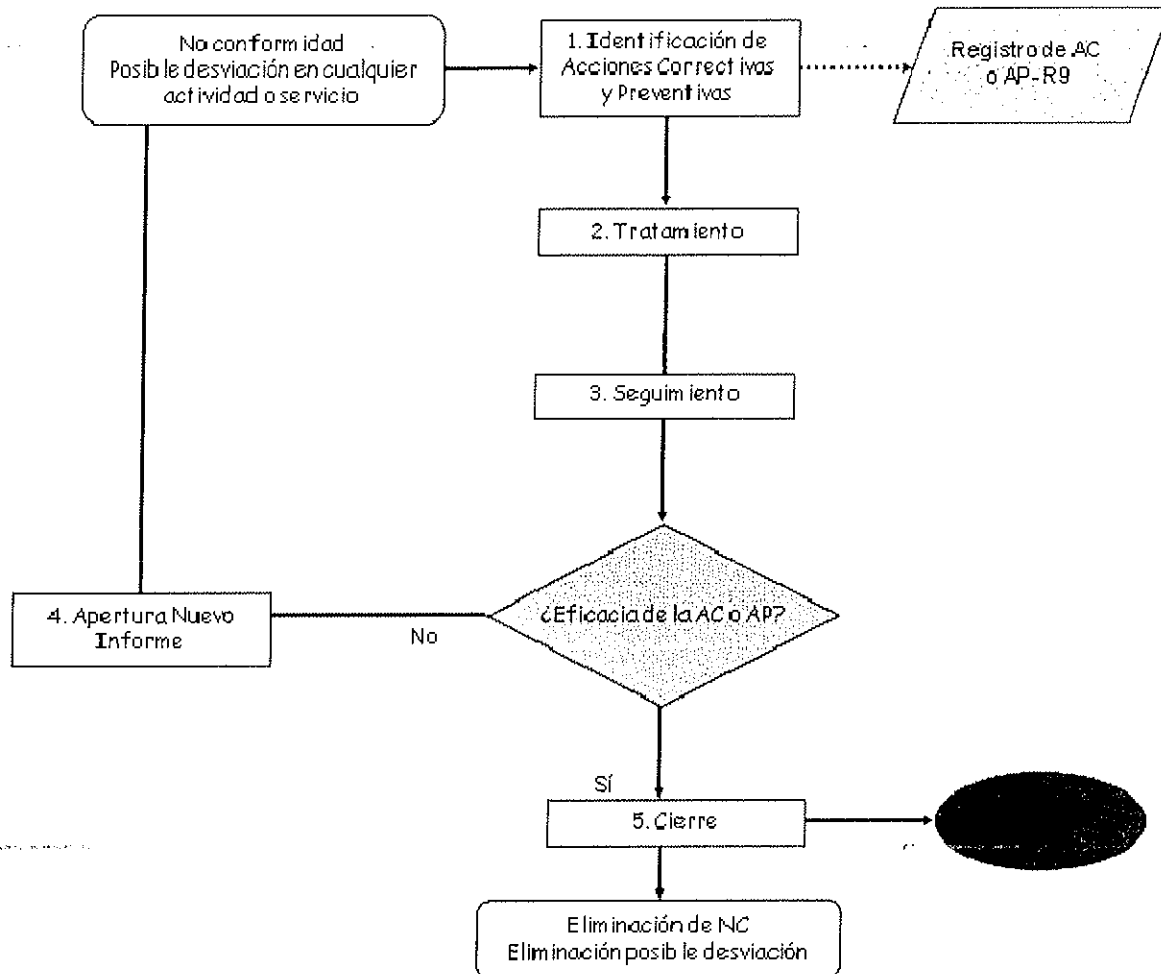 No conformidad
Posible desviación en cualquier
actividad o servicio
1. Identificación de
Acciones Correctivas
y Preventivas
Registro de AC
o AP-R9
2. Tratamiento
3. Seguimiento
¿Eficacia de la AC o AP?
No
4. Apertura Nuevo
Informe
Sí
5. Cierre
Eliminación de NC
Eliminación posible desviación